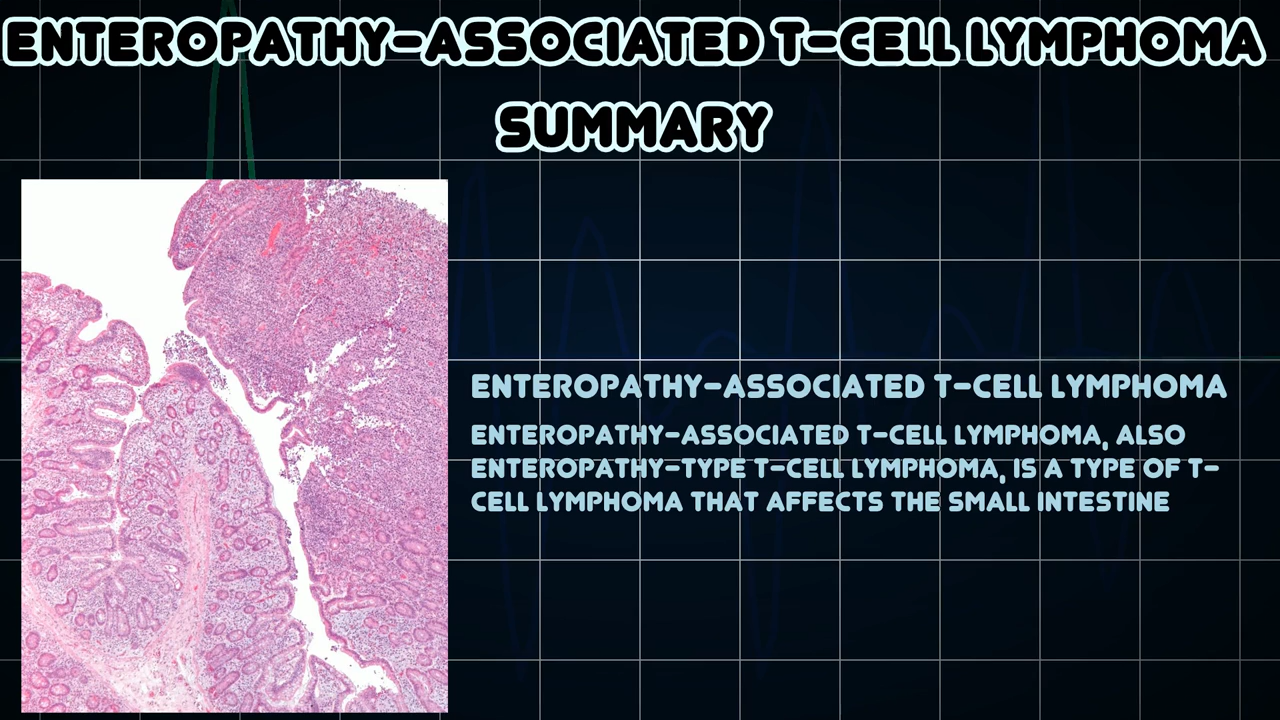 ENTEROPATHY-ASSOCIATED T-CELL LYMPHOMA
SUMMARY
ENTEROPATHY-ASSOCIATED T-CELL LYMPHOMA
ENTEROPATHY-ASSOCIATED T-CELL LYMPHOMA, ALSO
ENTEROPATHY-TYPE T-CELL LYMPHOMA, IS A TYPE OF T-
CELL LYMPHOMA THAT AFFECTS THE SMALL INTESTINE